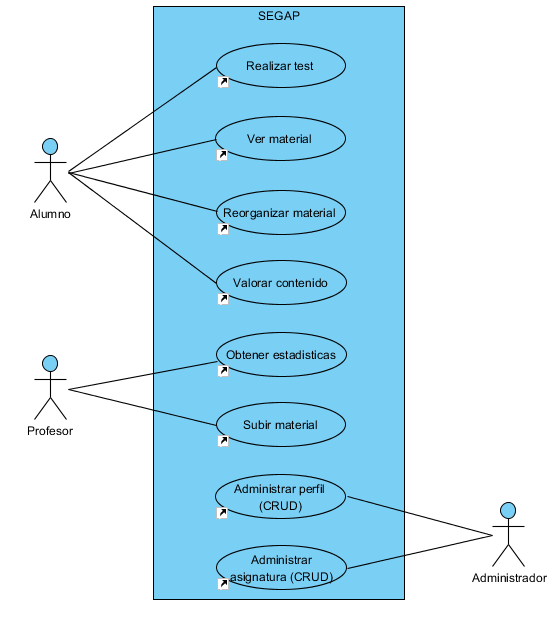 SEGAP
Realizar test
Ver material
Alumno
Reorganizar material
Valorar contenido
Obtener estadisticas
Profesor
Subir material
Administrar perfil
(CRUD)
Administrar
asignatura (CRUD)
Administrador